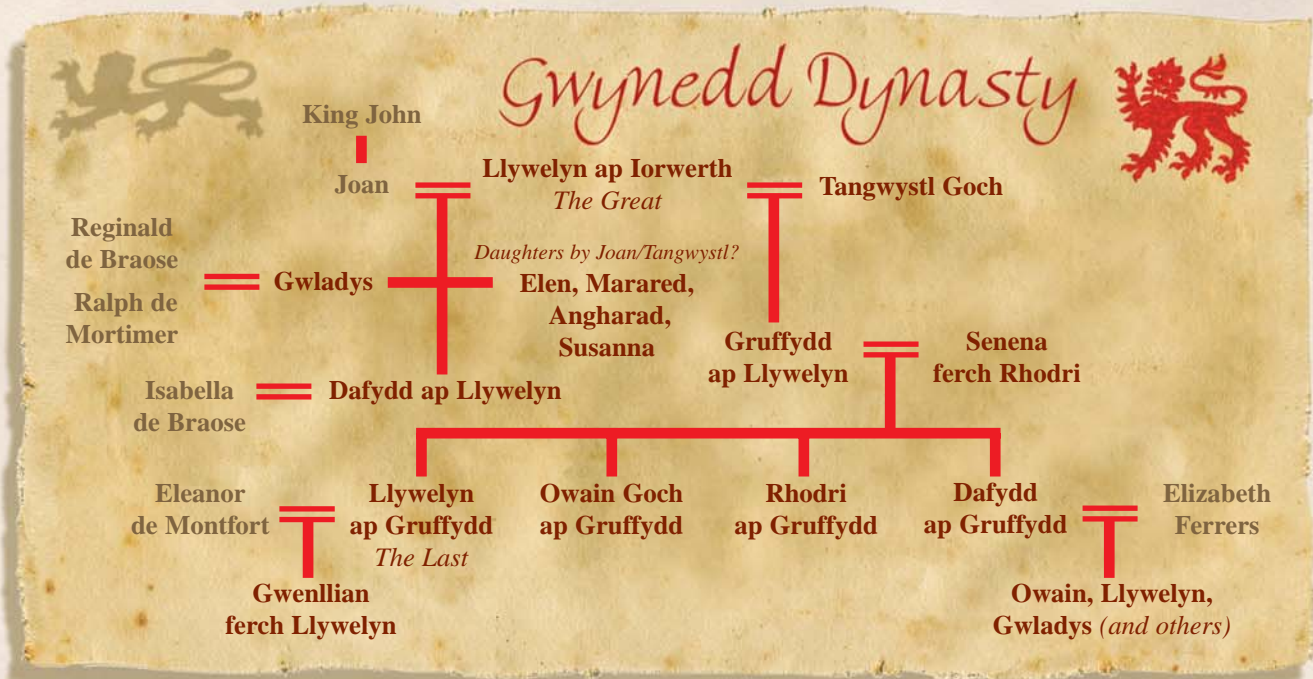 Gwynedd Dynasty
King John
Joan
Llywelyn ap Iorwerth
The Great
Tangwystl Goch
Reginald
de Braose
Ralph de
Mortimer
Gwladys
Daughters by Joan/Tangwystl?
Elen, Marared,
Angharad,
Susanna
Gruffydd
ap Llywelyn
Senena
ferch Rhodri
Isabella
de Braose
Dafydd ap Llywelyn
Eleanor
de Montfort
Llywelyn
ap Gruffydd
The Last
Owain Goch
ap Gruffydd
Rhodri
ap Gruffydd
Dafydd
ap Gruffydd
Elizabeth
Ferrers
Gwenllian
ferch Llywelyn
Owain, Llywelyn,
Gwladys (and others)